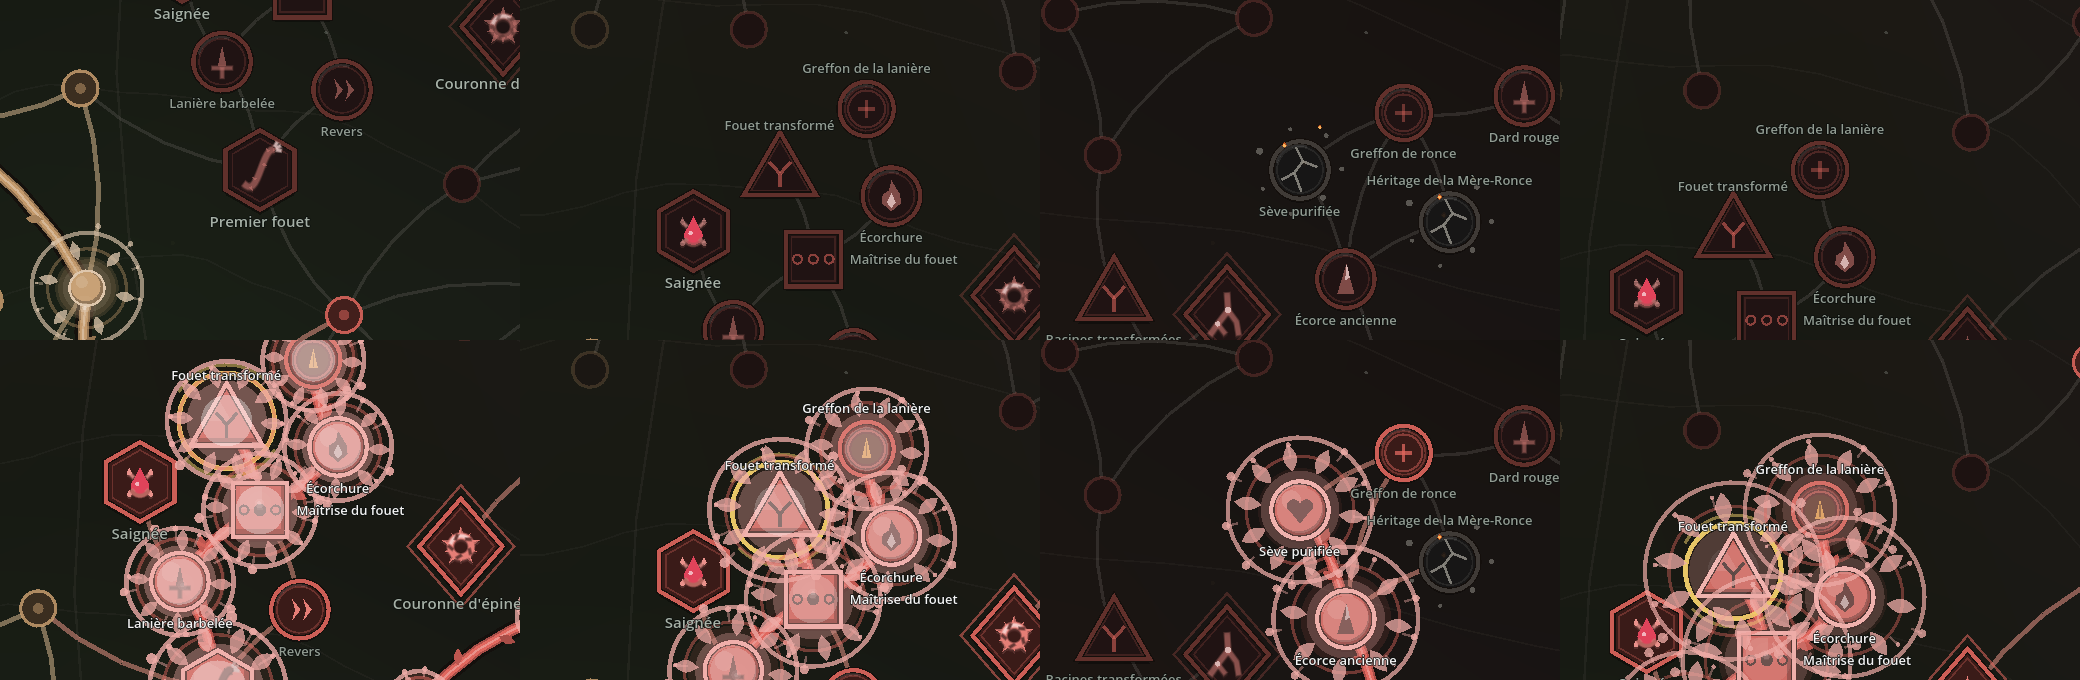 Saignée
Lanière barbelée
Revers
Couronne d
Premier fouet
Greffon de la lanière
Fouet transformé
Écorchure
Maîtrise du fouet
Saignée
Dard rouge
Greffon de ronce
Héritage de la Mère-Ronce
Sève purifiée
Écorce ancienne
Racines transformées
Greffon de la lanière
Fouet transformé
Écorchure
Maîtrise du fouet
Fouet transformé
Écorchure
Maîtrise du fouet
Saignée
Couronne d'épine
Lanière barbelée
Revers
Greffon de la lanière
Fouet transformé
Écorchure
Maîtrise du fouet
Saignée
Dard rouge
Greffon de ronce
Héritage de la Mère-Ronce
Sève purifiée
Écorce ancienne
Racines transformées
Greffon de la lanière
Fouet transformé
Écorchure
Maîtrise du fouet